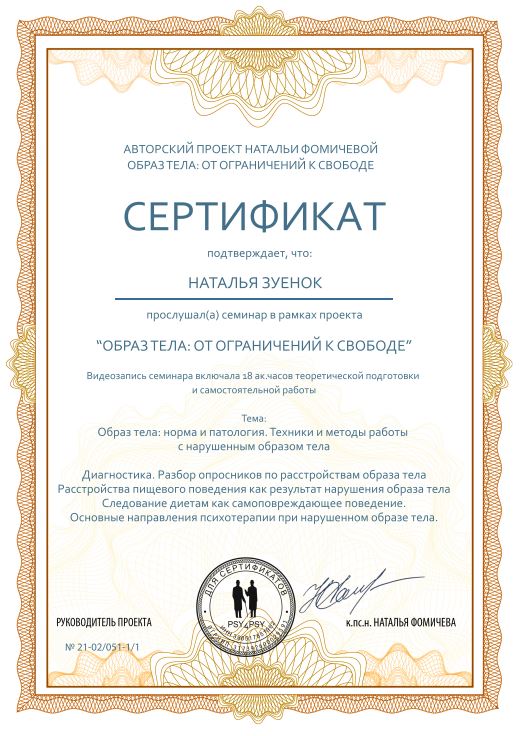 АВТОРСКИЙ ПРОЕКТ НАТАЛЬИ ФОМИЧЕВОЙ
ОБРАЗ ТЕЛА: ОТ ОГРАНИЧЕНИЙ К СВОБОДЕ
СЕРТИФИКАТ
подтверждает, что:
НАТАЛЬЯ ЗУЕНОК
прослушал(а) семинар в рамках проекта
“ОБРАЗ ТЕЛА: ОТ ОГРАНИЧЕНИЙ К СВОБОДЕ”
Видеозапись семинара включала 18 ак.часов теоретической подготовки
и самостоятельной работы
Тема:
Образ тела: норма и патология. Техники и методы работы
с нарушенным образом тела
Диагностика. Разбор опросников по расстройствам образа тела
Расстройства пищевого поведения как результат нарушения образа тела
Следование диетам как самоповреждающее поведение.
Основные направления психотерапии при нарушенном образе тела.
ДЛЯ СЕРТИФИКАТОВ
PSY4PSY
РУКОВОДИТЕЛЬ ПРОЕКТА
к.пс.н. НАТАЛЬЯ ФОМИЧЕВА
№ 21-02/051-1/1